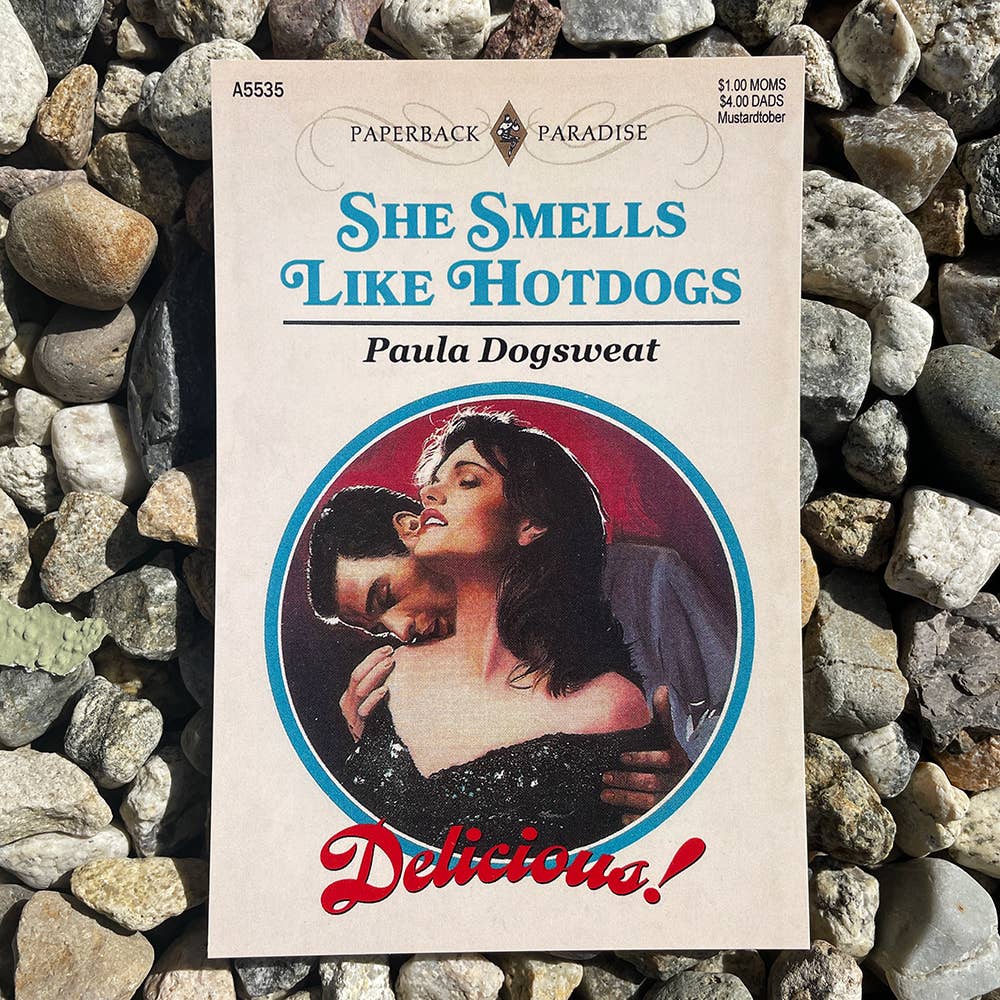 A5535
$1.00 MOMS
$4.00 DADS
Mustardtober
PAPERBACK PARADISE
SHE SMELLS
LIKE HOTDOGS
Paula Dogsweat
Delicious!